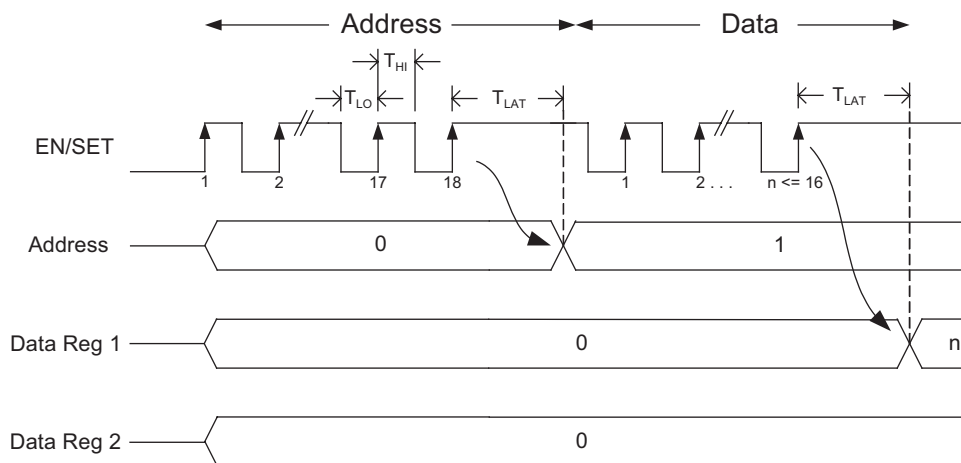 Address Data
T_HI
T_LO T_LAT T_LAT
EN/SET
1 2 17 18 1 2 . . . n <= 16
Address 0 1
Data Reg 1 0 n
Data Reg 2 0